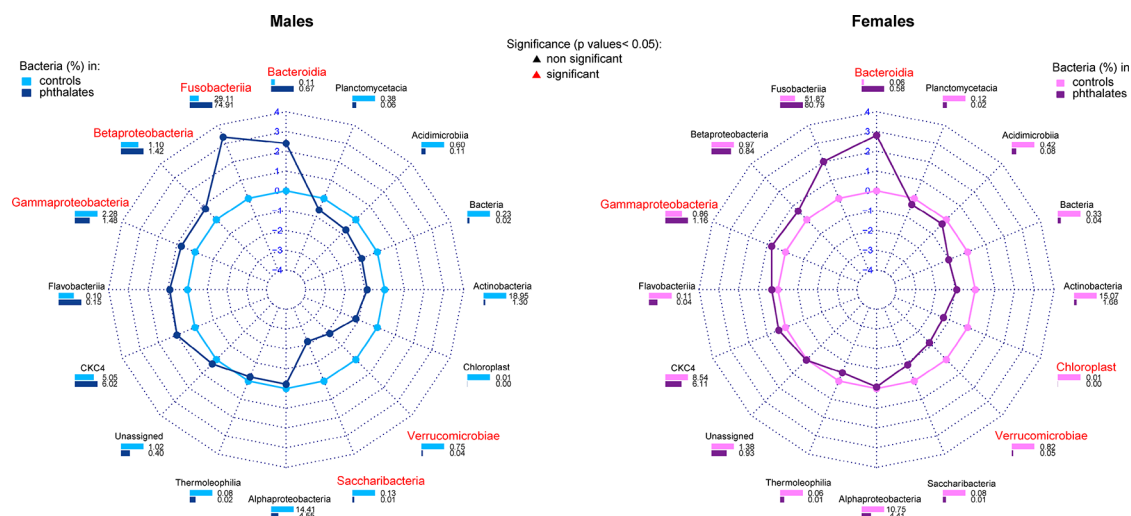 Males
Females
Significance (p values< 0.05):
non significant
significant
Bacteria (%) in:
controls
phthalates
Bacteroidia
0.11
0.67
Planctomycetacia
0.38
0.06
Acidimicrobiia
0.60
0.11
Bacteria
0.23
0.02
Actinobacteria
18.95
1.30
Chloroplast
0.01
0.00
Verrucomicrobiae
0.75
0.04
Saccharibacteria
0.13
0.01
Alphaproteobacteria
14.41
4.55
Thermoleophilia
0.08
0.02
Unassigned
1.02
0.40
CKC4
5.05
6.02
Flavobacteriia
0.10
0.15
Gammaproteobacteria
2.28
1.48
Betaproteobacteria
1.10
1.42
Fusobacteriia
29.11
74.91
4
3
2
1
0
−1
−2
−3
−4
Bacteria (%) in
controls
phthalates
Bacteroidia
0.06
0.58
Planctomycetacia
0.12
0.02
Acidimicrobiia
0.42
0.08
Bacteria
0.33
0.04
Actinobacteria
15.07
1.68
Chloroplast
0.01
0.00
Verrucomicrobiae
0.82
0.05
Saccharibacteria
0.08
0.01
Alphaproteobacteria
10.75
4.41
Thermoleophilia
0.06
0.01
Unassigned
1.38
0.93
CKC4
8.54
6.11
Flavobacteriia
0.11
0.04
Gammaproteobacteria
0.86
1.16
Betaproteobacteria
0.97
0.84
Fusobacteriia
51.87
80.79
4
3
2
1
0
−1
−2
−3
−4